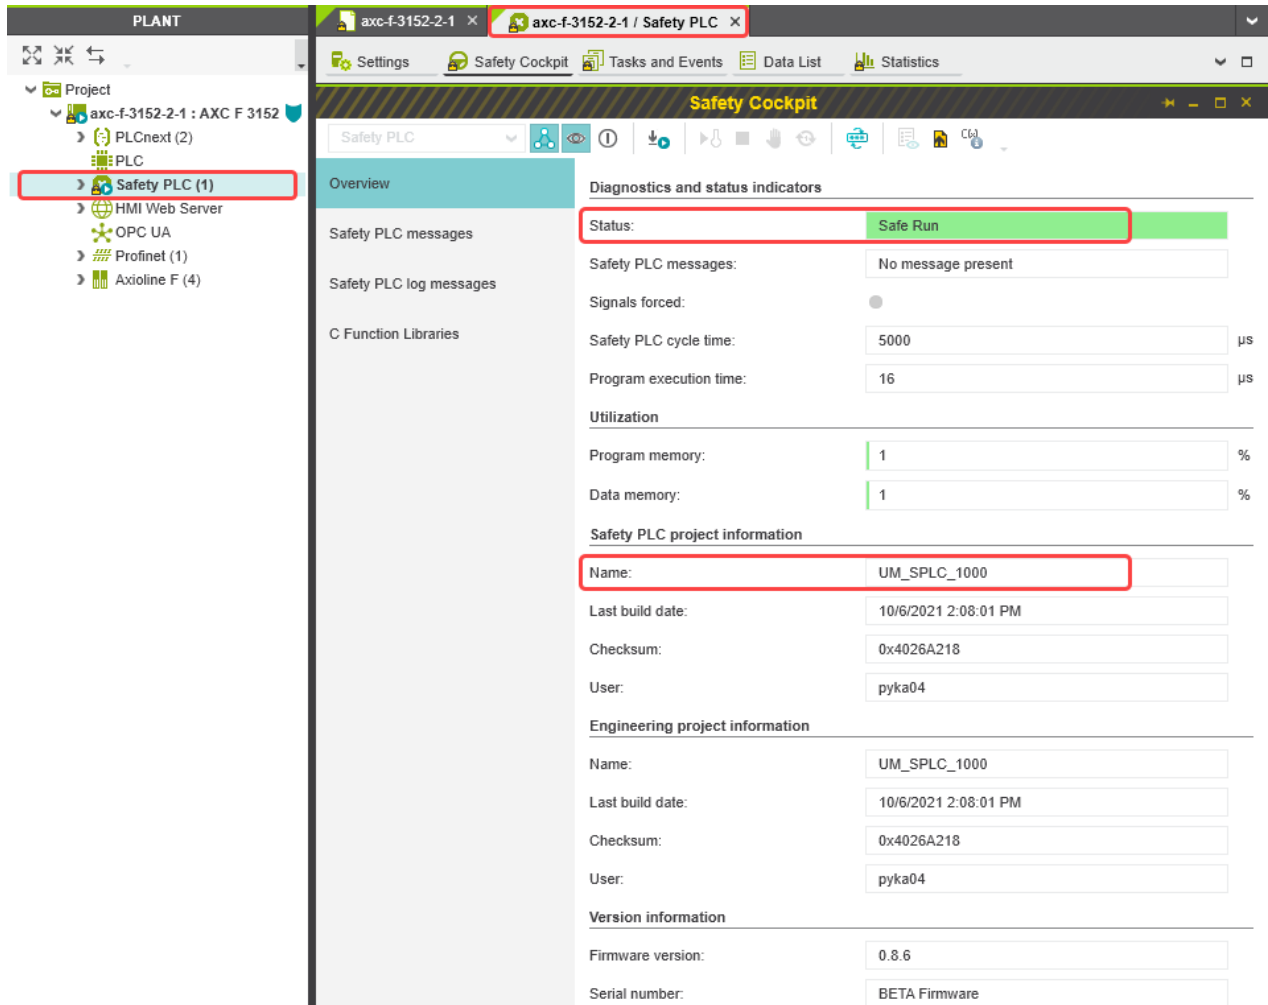 PLANT
axc-f-3152-2-1
axc-f-3152-2-1 / Safety PLC
Settings
Safety Cockpit
Tasks and Events
Data List
Statistics
Project
axc-f-3152-2-1 : AXC F 3152
PLCnext (2)
PLC
Safety PLC (1)
HMI Web Server
OPC UA
Profinet (1)
Axioline F (4)
Safety Cockpit
Safety PLC
Overview
Safety PLC messages
Safety PLC log messages
C Function Libraries
Diagnostics and status indicators
Status: Safe Run
Safety PLC messages: No message present
Signals forced:
Safety PLC cycle time: 5000 µs
Program execution time: 16 µs
Utilization
Program memory: 1 %
Data memory: 1 %
Safety PLC project information
Name: UM_SPLC_1000
Last build date: 10/6/2021 2:08:01 PM
Checksum: 0x4026A218
User: pyka04
Engineering project information
Name: UM_SPLC_1000
Last build date: 10/6/2021 2:08:01 PM
Checksum: 0x4026A218
User: pyka04
Version information
Firmware version: 0.8.6
Serial number: BETA Firmware